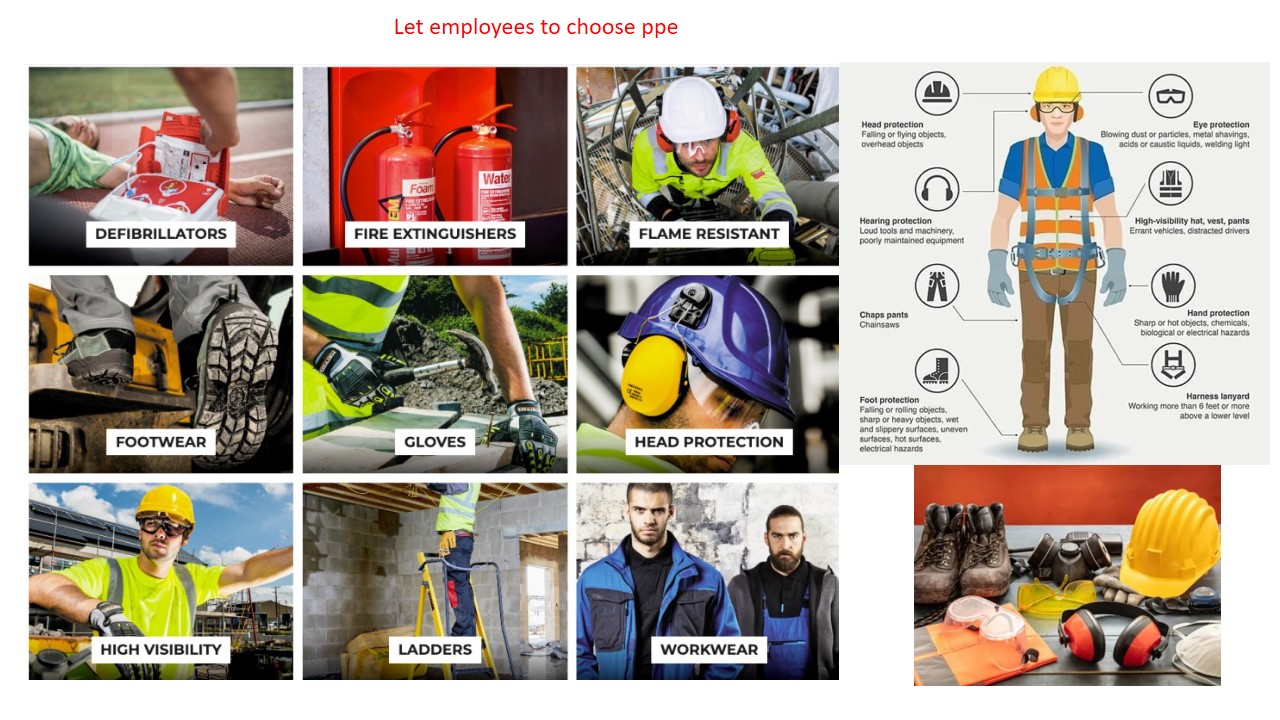 Let employees to choose ppe
DEFIBRILLATORS
FIRE EXTINGUISHERS
Foam
Water
FLAME RESISTANT
FOOTWEAR
GLOVES
HEAD PROTECTION
HIGH VISIBILITY
LADDERS
WORKWEAR
Head protection
Falling or flying objects,
overhead objects
Eye protection
Blowing dust or particles, metal shavings,
acids or caustic liquids, welding light
Hearing protection
Loud tools and machinery,
poorly maintained equipment
High-visibility hat, vest, pants
Errant vehicles, distracted drivers
Chaps pants
Chainsaws
Hand protection
Sharp or hot objects, chemicals,
biological or electrical hazards
Foot protection
Falling or rolling objects,
sharp or heavy objects, wet
and slippery surfaces, uneven
surfaces, hot surfaces,
electrical hazards
Harness lanyard
Working more than 6 feet or more
above a lower level